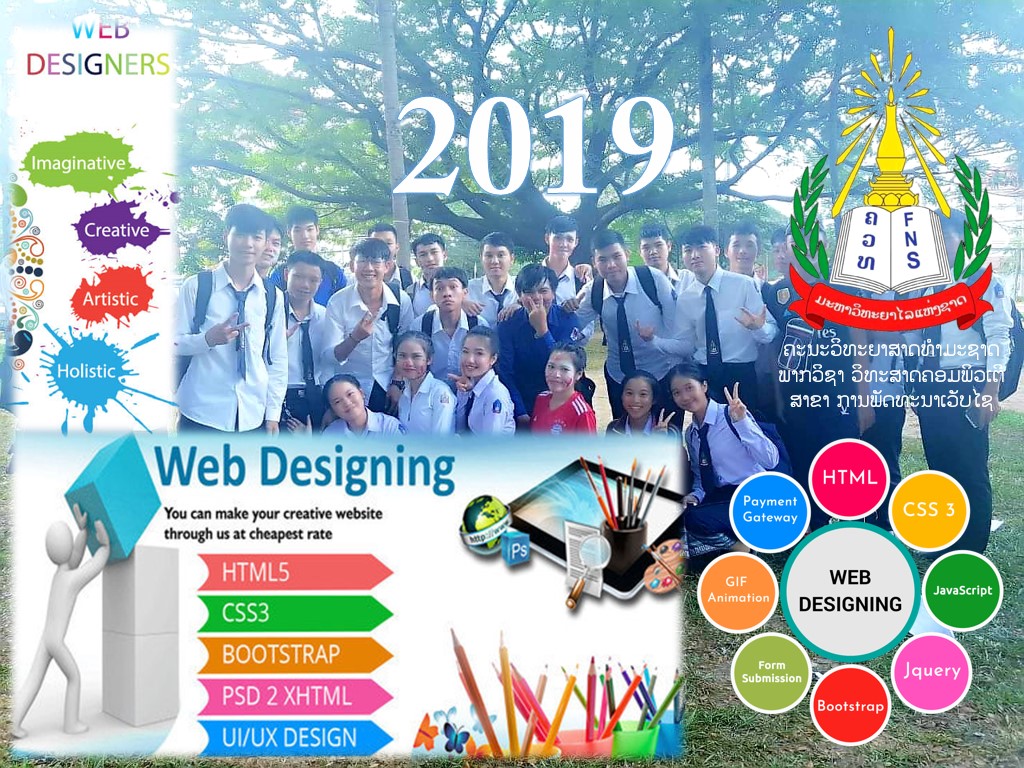 WEB
DESIGNERS
Imaginative
Creative
Artistic
Holistic
2019
ຄ
ວ
ທ
F
N
S
ມະຫາວິທະຍາໄລແຫ່ງຊາດ
ຄະນະວິທະຍາສາດທຳມະຊາດ
ພາກວິຊາ ວິທະສາດຄອມພິວເຕີ
ສາຂາ ການພັດທະນາເວັບໄຊ
Web Designing
You can make your creative website
through us at cheapest rate
HTML5
CSS3
BOOTSTRAP
PSD 2 XHTML
UI/UX DESIGN
http://www
Ps
HTML
CSS 3
JavaScript
Jquery
Bootstrap
Form
Submission
GIF
Animation
Payment
Gateway
WEB
DESIGNING